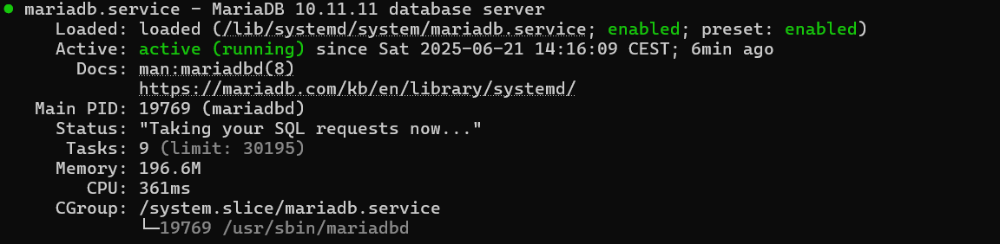 ● mariadb.service - MariaDB 10.11.11 database server
Loaded: loaded (/lib/systemd/system/mariadb.service; enabled; preset: enabled)
Active: active (running) since Sat 2025-06-21 14:16:09 CEST; 6min ago
Docs: man:mariadbd(8)
https://mariadb.com/kb/en/library/systemd/
Main PID: 19769 (mariadbd)
Status: "Taking your SQL requests now..."
Tasks: 9 (limit: 30195)
Memory: 196.6M
CPU: 361ms
CGroup: /system.slice/mariadb.service
└─19769 /usr/sbin/mariadbd